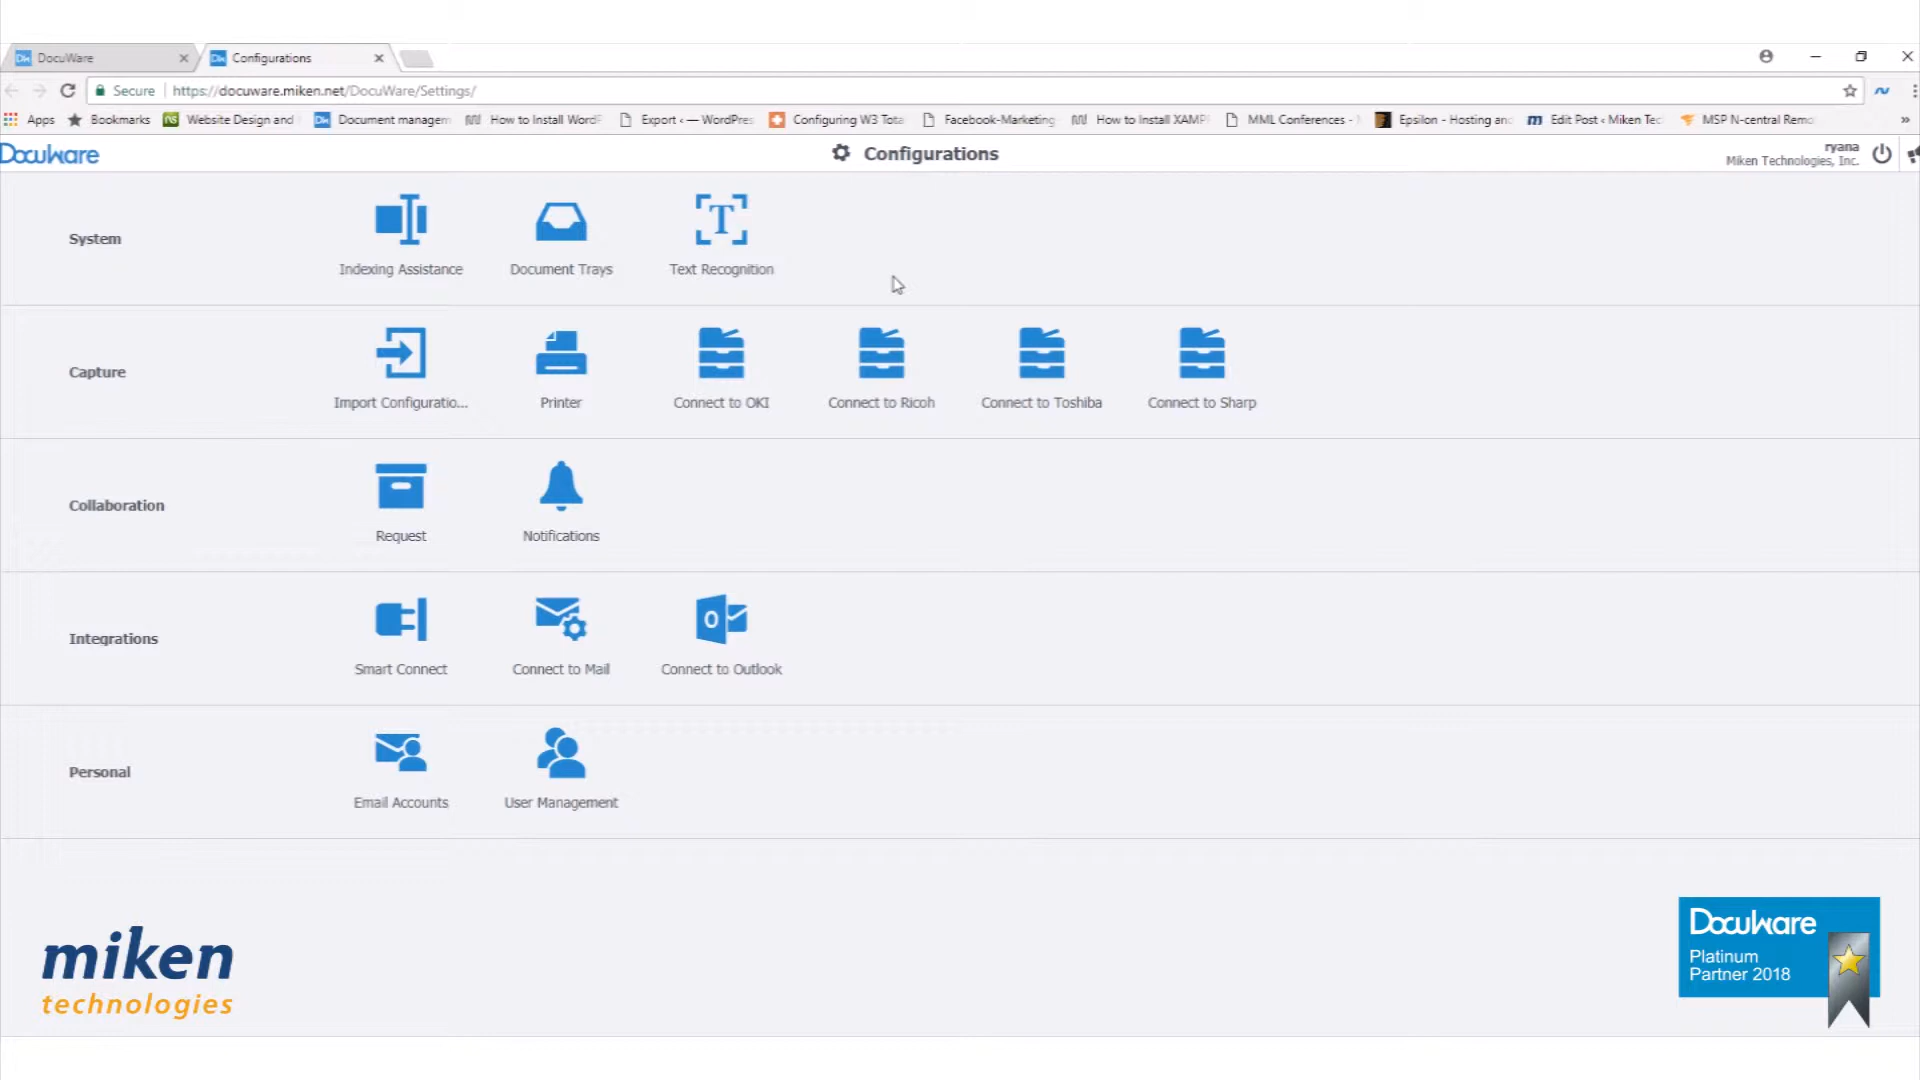 DocuWare
Configurations
Secure
https://docuware.miken.net/DocuWare/Settings/
Apps
Bookmarks
Website Design and
Document managem
How to Install WordP
Export ‹ — WordPres
Configuring W3 Tota
Facebook-Marketing
How to Install XAMP
MML Conferences -
Epsilon - Hosting and
Edit Post ‹ Miken Tec
MSP N-central Remo
»
DocuWare
Configurations
ryana
Miken Technologies, Inc.
System
Indexing Assistance
Document Trays
Text Recognition
Capture
Import Configuratio...
Printer
Connect to OKI
Connect to Ricoh
Connect to Toshiba
Connect to Sharp
Collaboration
Request
Notifications
Integrations
Smart Connect
Connect to Mail
Connect to Outlook
Personal
Email Accounts
User Management
miken
technologies
DocuWare
Platinum
Partner 2018